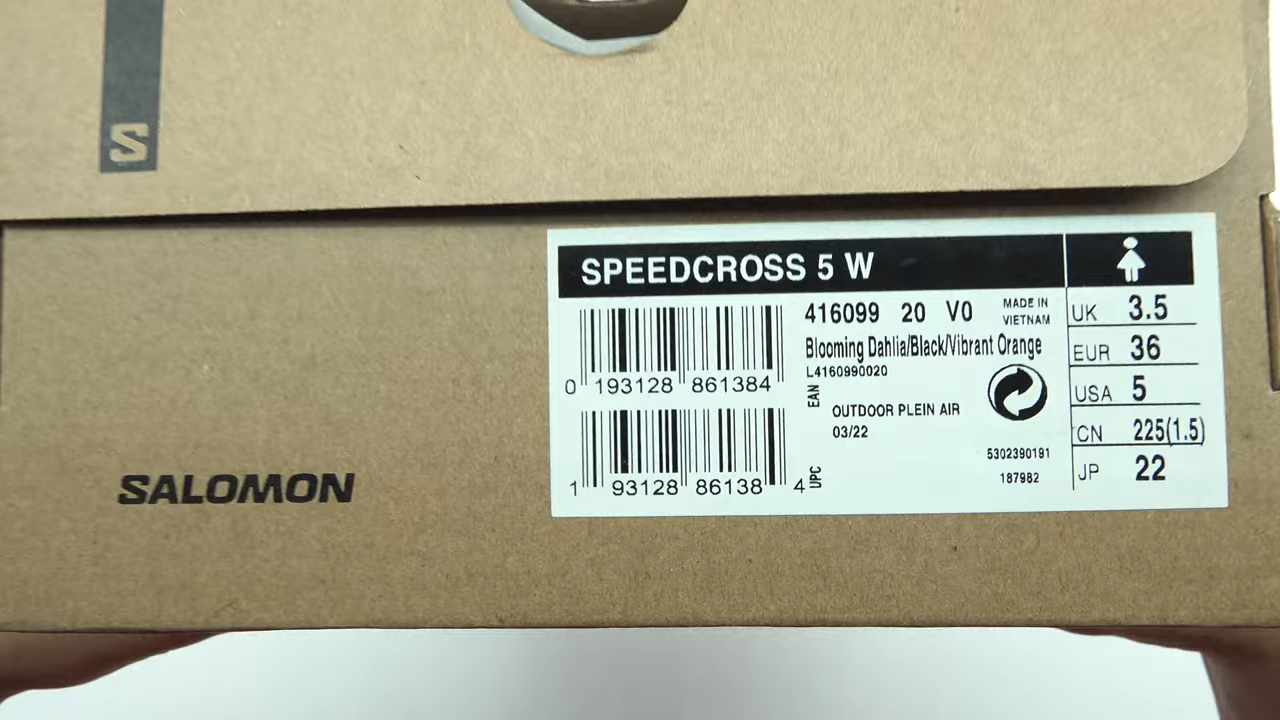 S
SPEEDCROSS 5 W
416099 20 V0
MADE IN
VIETNAM
Blooming Dahlia/Black/Vibrant Orange
L4160990020
EAN
0 193128 861384
OUTDOOR PLEIN AIR
03/22
5302390191
187982
UPC
1 93128 86138 4
UK 3.5
EUR 36
USA 5
CN 225(1.5)
JP 22
SALOMON